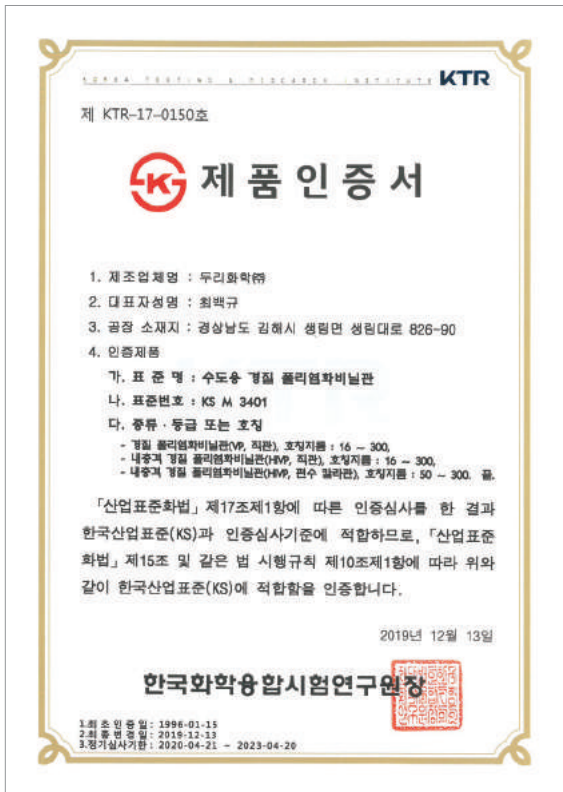 KOREA TESTING & RESEARCH INSTITUTE KTR
제 KTR-17-0150호
제품인증서
1. 제조업체명 : 두리화학㈜
2. 대표자성명 : 최백규
3. 공장 소재지 : 경상남도 김해시 생림면 생림대로 826-90
4. 인증제품
가. 표 준 명 : 수도용 경질 폴리염화비닐관
나. 표준번호 : KS M 3401
다. 종류·등급 또는 호칭
- 경질 폴리염화비닐관(VP, 직관), 호칭지름 : 16 ~ 300,
- 내충격 경질 폴리염화비닐관(HIVP, 직관), 호칭지름 : 16 ~ 300,
- 내충격 경질 폴리염화비닐관(HIVP, 편수 칼라관), 호칭지름 : 50 ~ 300. 끝.
「산업표준화법」제17조제1항에 따른 인증심사를 한 결과
한국산업표준(KS)과 인증심사기준에 적합하므로, 「산업표준
화법」제15조 및 같은 법 시행규칙 제10조제1항에 따라 위와
같이 한국산업표준(KS)에 적합함을 인증합니다.
2019년 12월 13일
한국화학융합시험연구원장
1.최초인증일: 1996-01-15
2.최종변경일: 2019-12-13
3.정기심사기한: 2020-04-21 ~ 2023-04-20